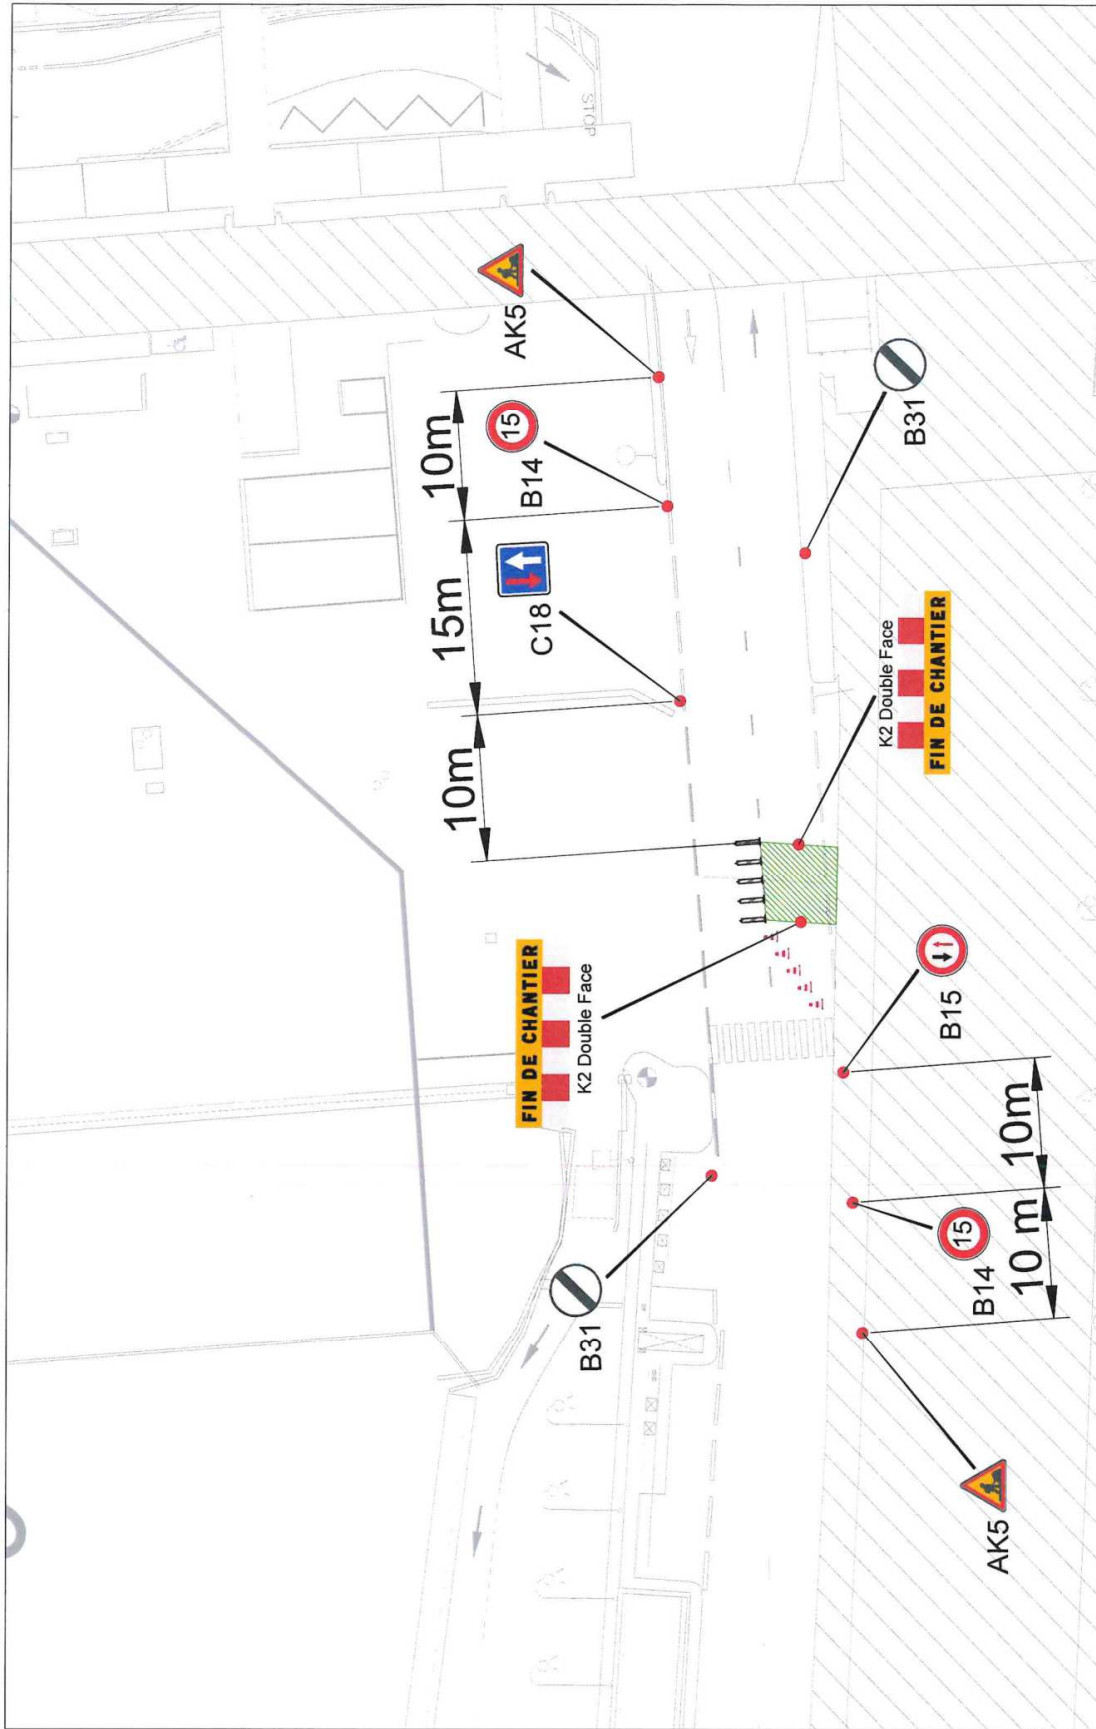 STOP
AK5
10m
15
B14
15m
C18
10m
B31
K2 Double Face
FIN DE CHANTIER
FIN DE CHANTIER
K2 Double Face
B15
10m
B31
15
B14
10 m
AK5